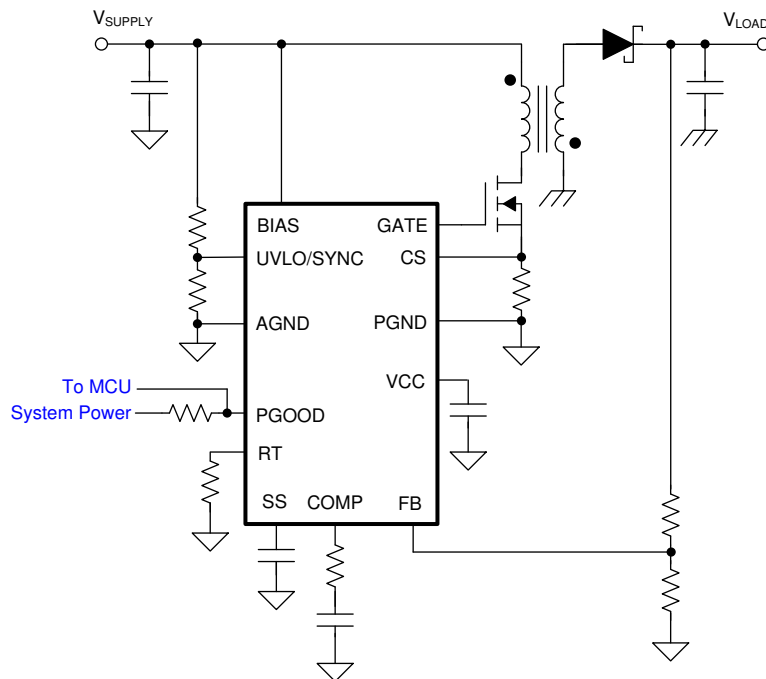 VSUPPLY
VLOAD
BIAS
GATE
UVLO/SYNC
CS
AGND
PGND
VCC
To MCU
System Power
PGOOD
RT
SS
COMP
FB